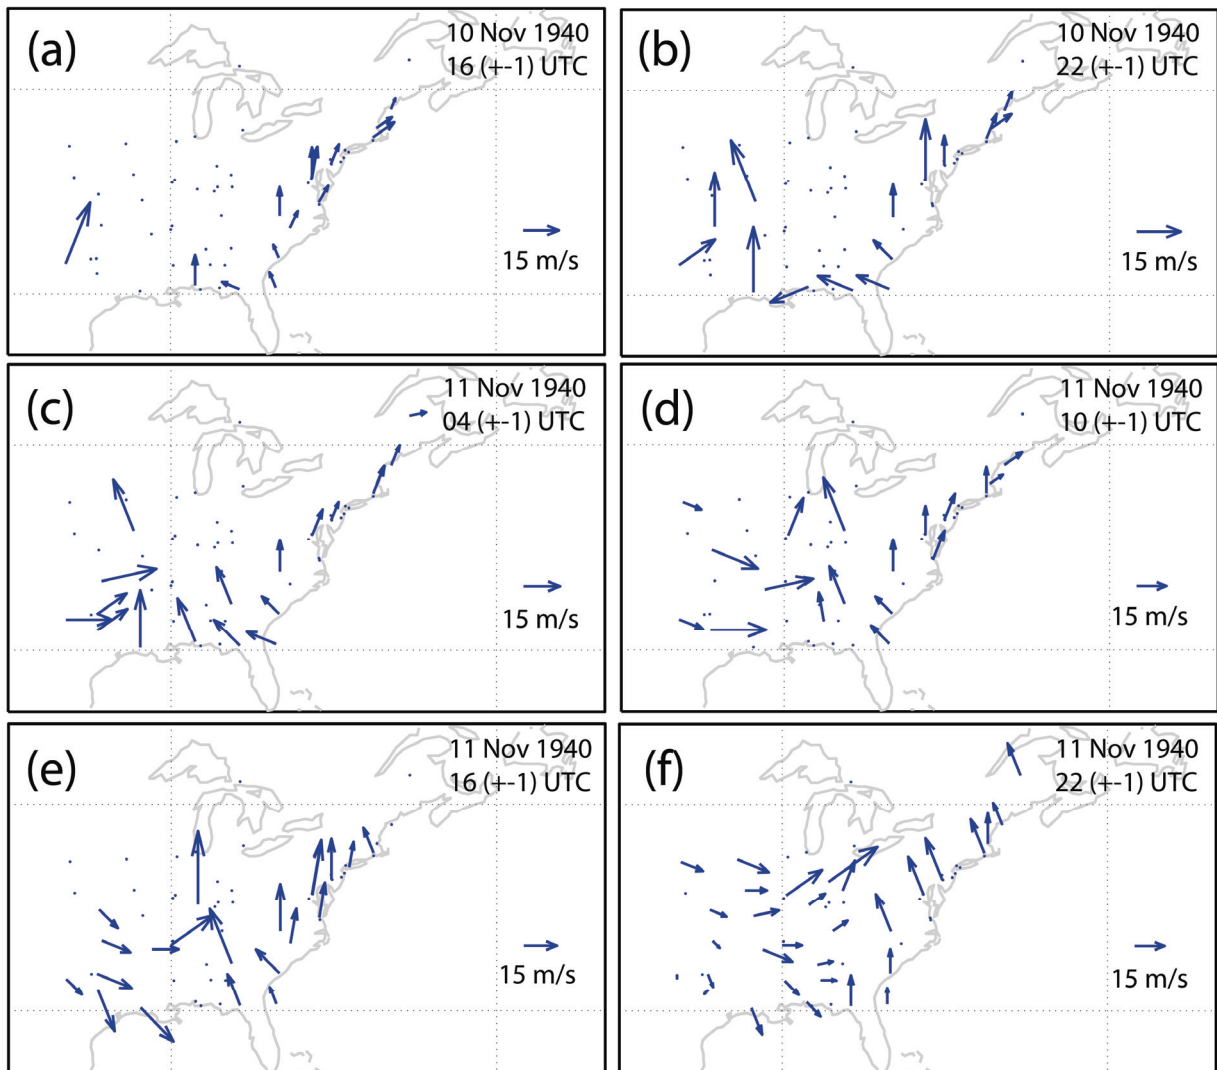 (a)
10 Nov 1940
16 (+-1) UTC
15 m/s
(b)
10 Nov 1940
22 (+-1) UTC
15 m/s
(c)
11 Nov 1940
04 (+-1) UTC
15 m/s
(d)
11 Nov 1940
10 (+-1) UTC
15 m/s
(e)
11 Nov 1940
16 (+-1) UTC
15 m/s
(f)
11 Nov 1940
22 (+-1) UTC
15 m/s